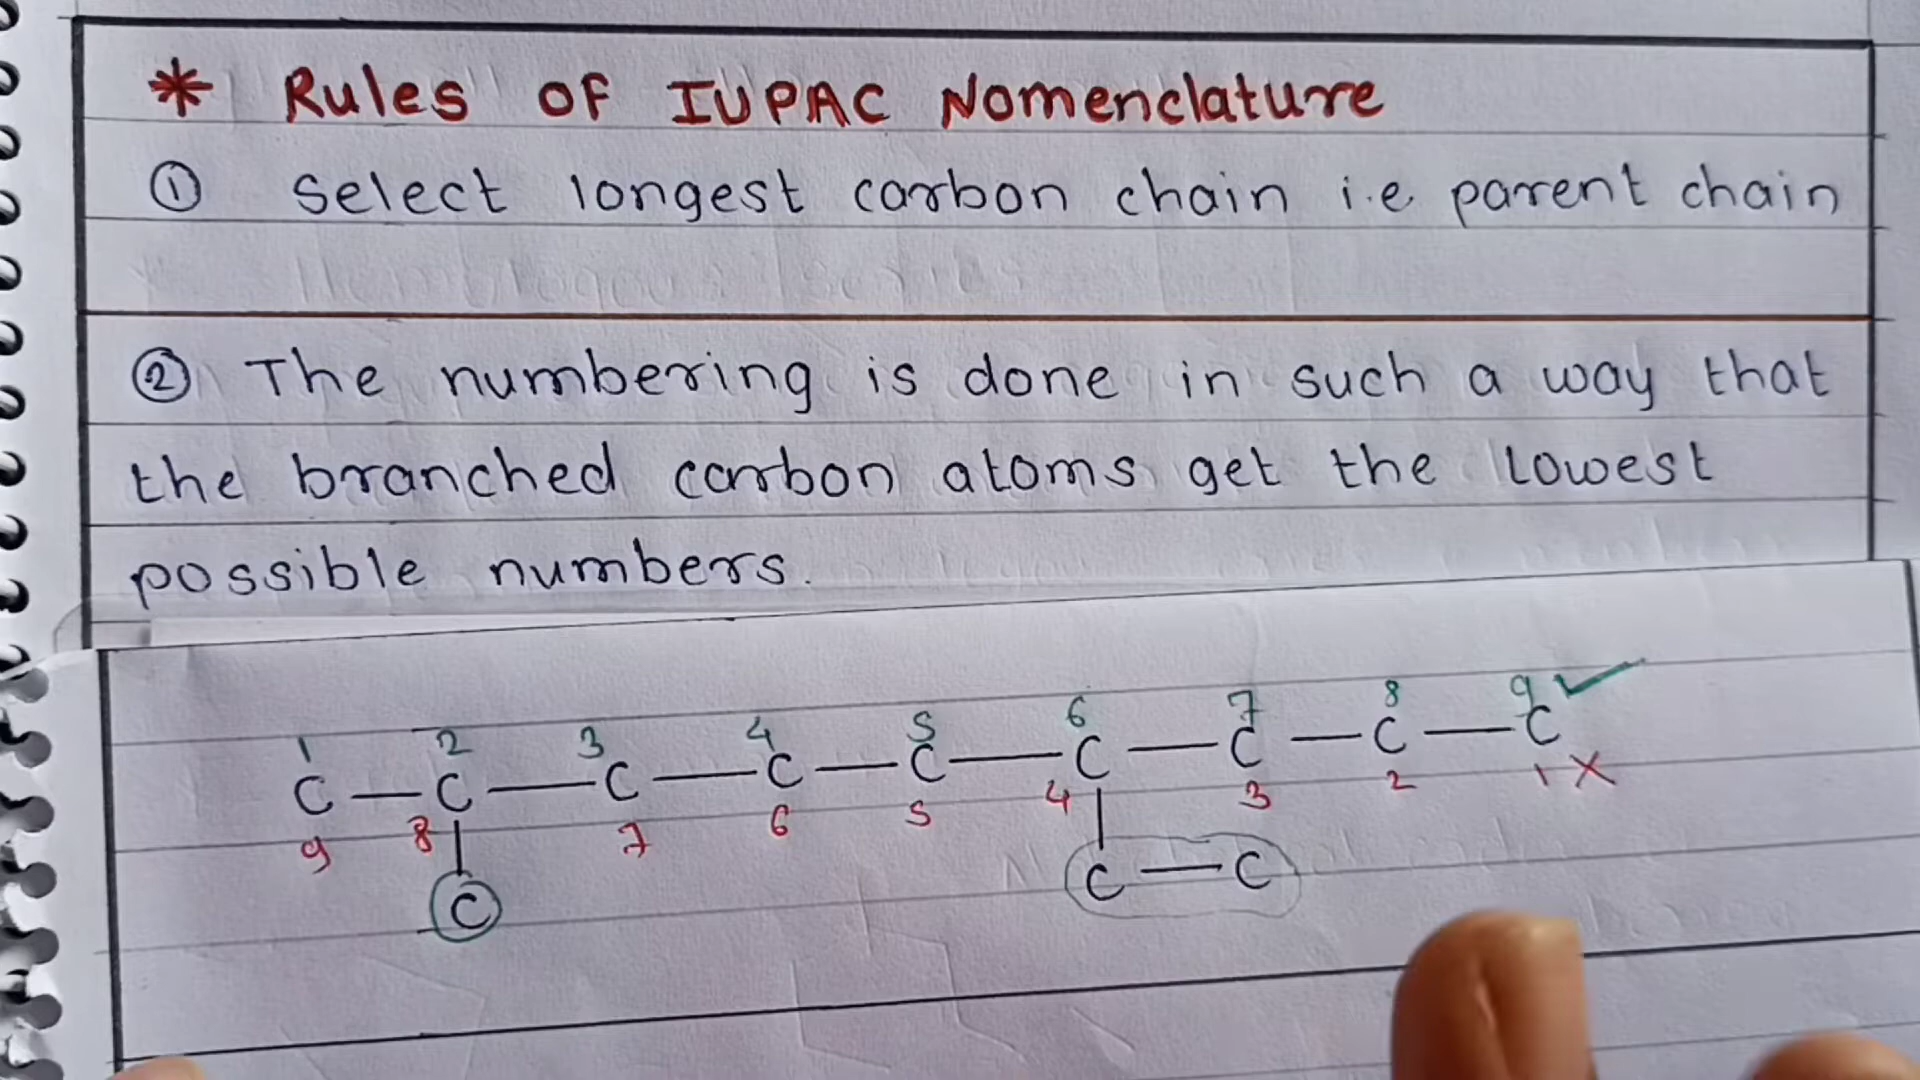 * Rules OF IUPAC Nomenclature
① Select longest carbon chain i.e parent chain
② The numbering is done in such a way that
the branched carbon atoms get the lowest
possible numbers.
1 2 3 4 5 6 7 8 9 ✓
C — C — C — C — C — C — C — C — C
9 8 7 6 5 4 3 2 1 X
C C — C